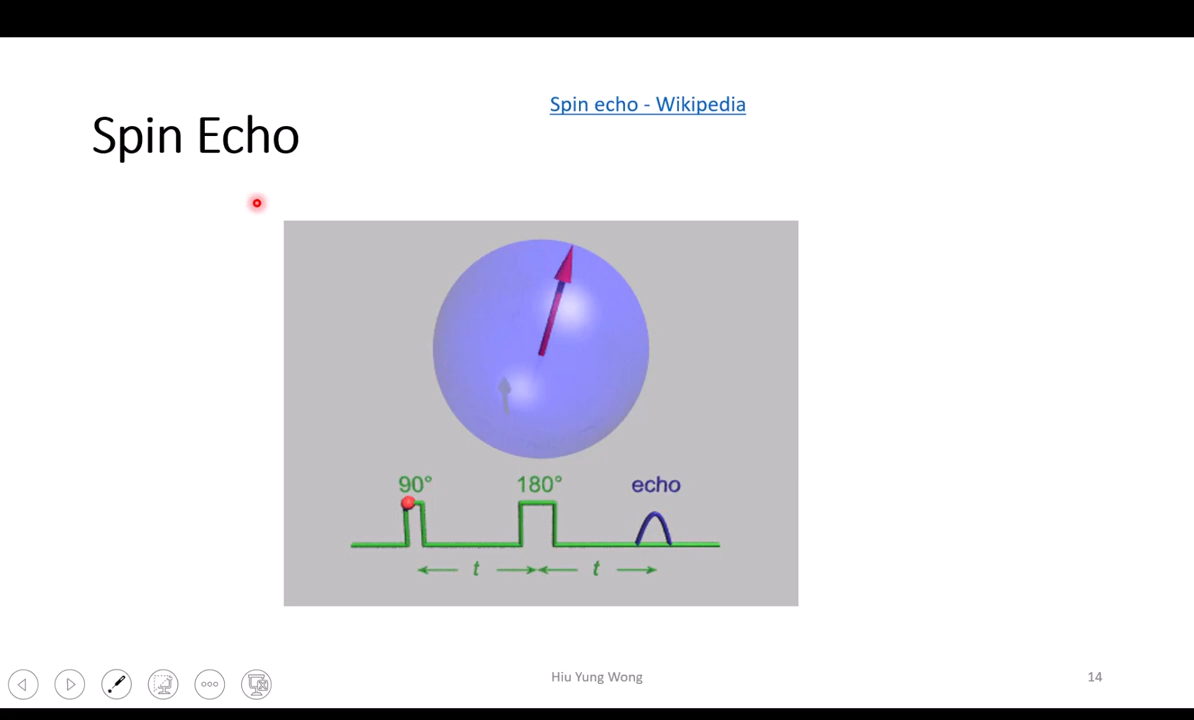 Spin echo - Wikipedia
Spin Echo
90° 180° echo
t t
Hiu Yung Wong 14